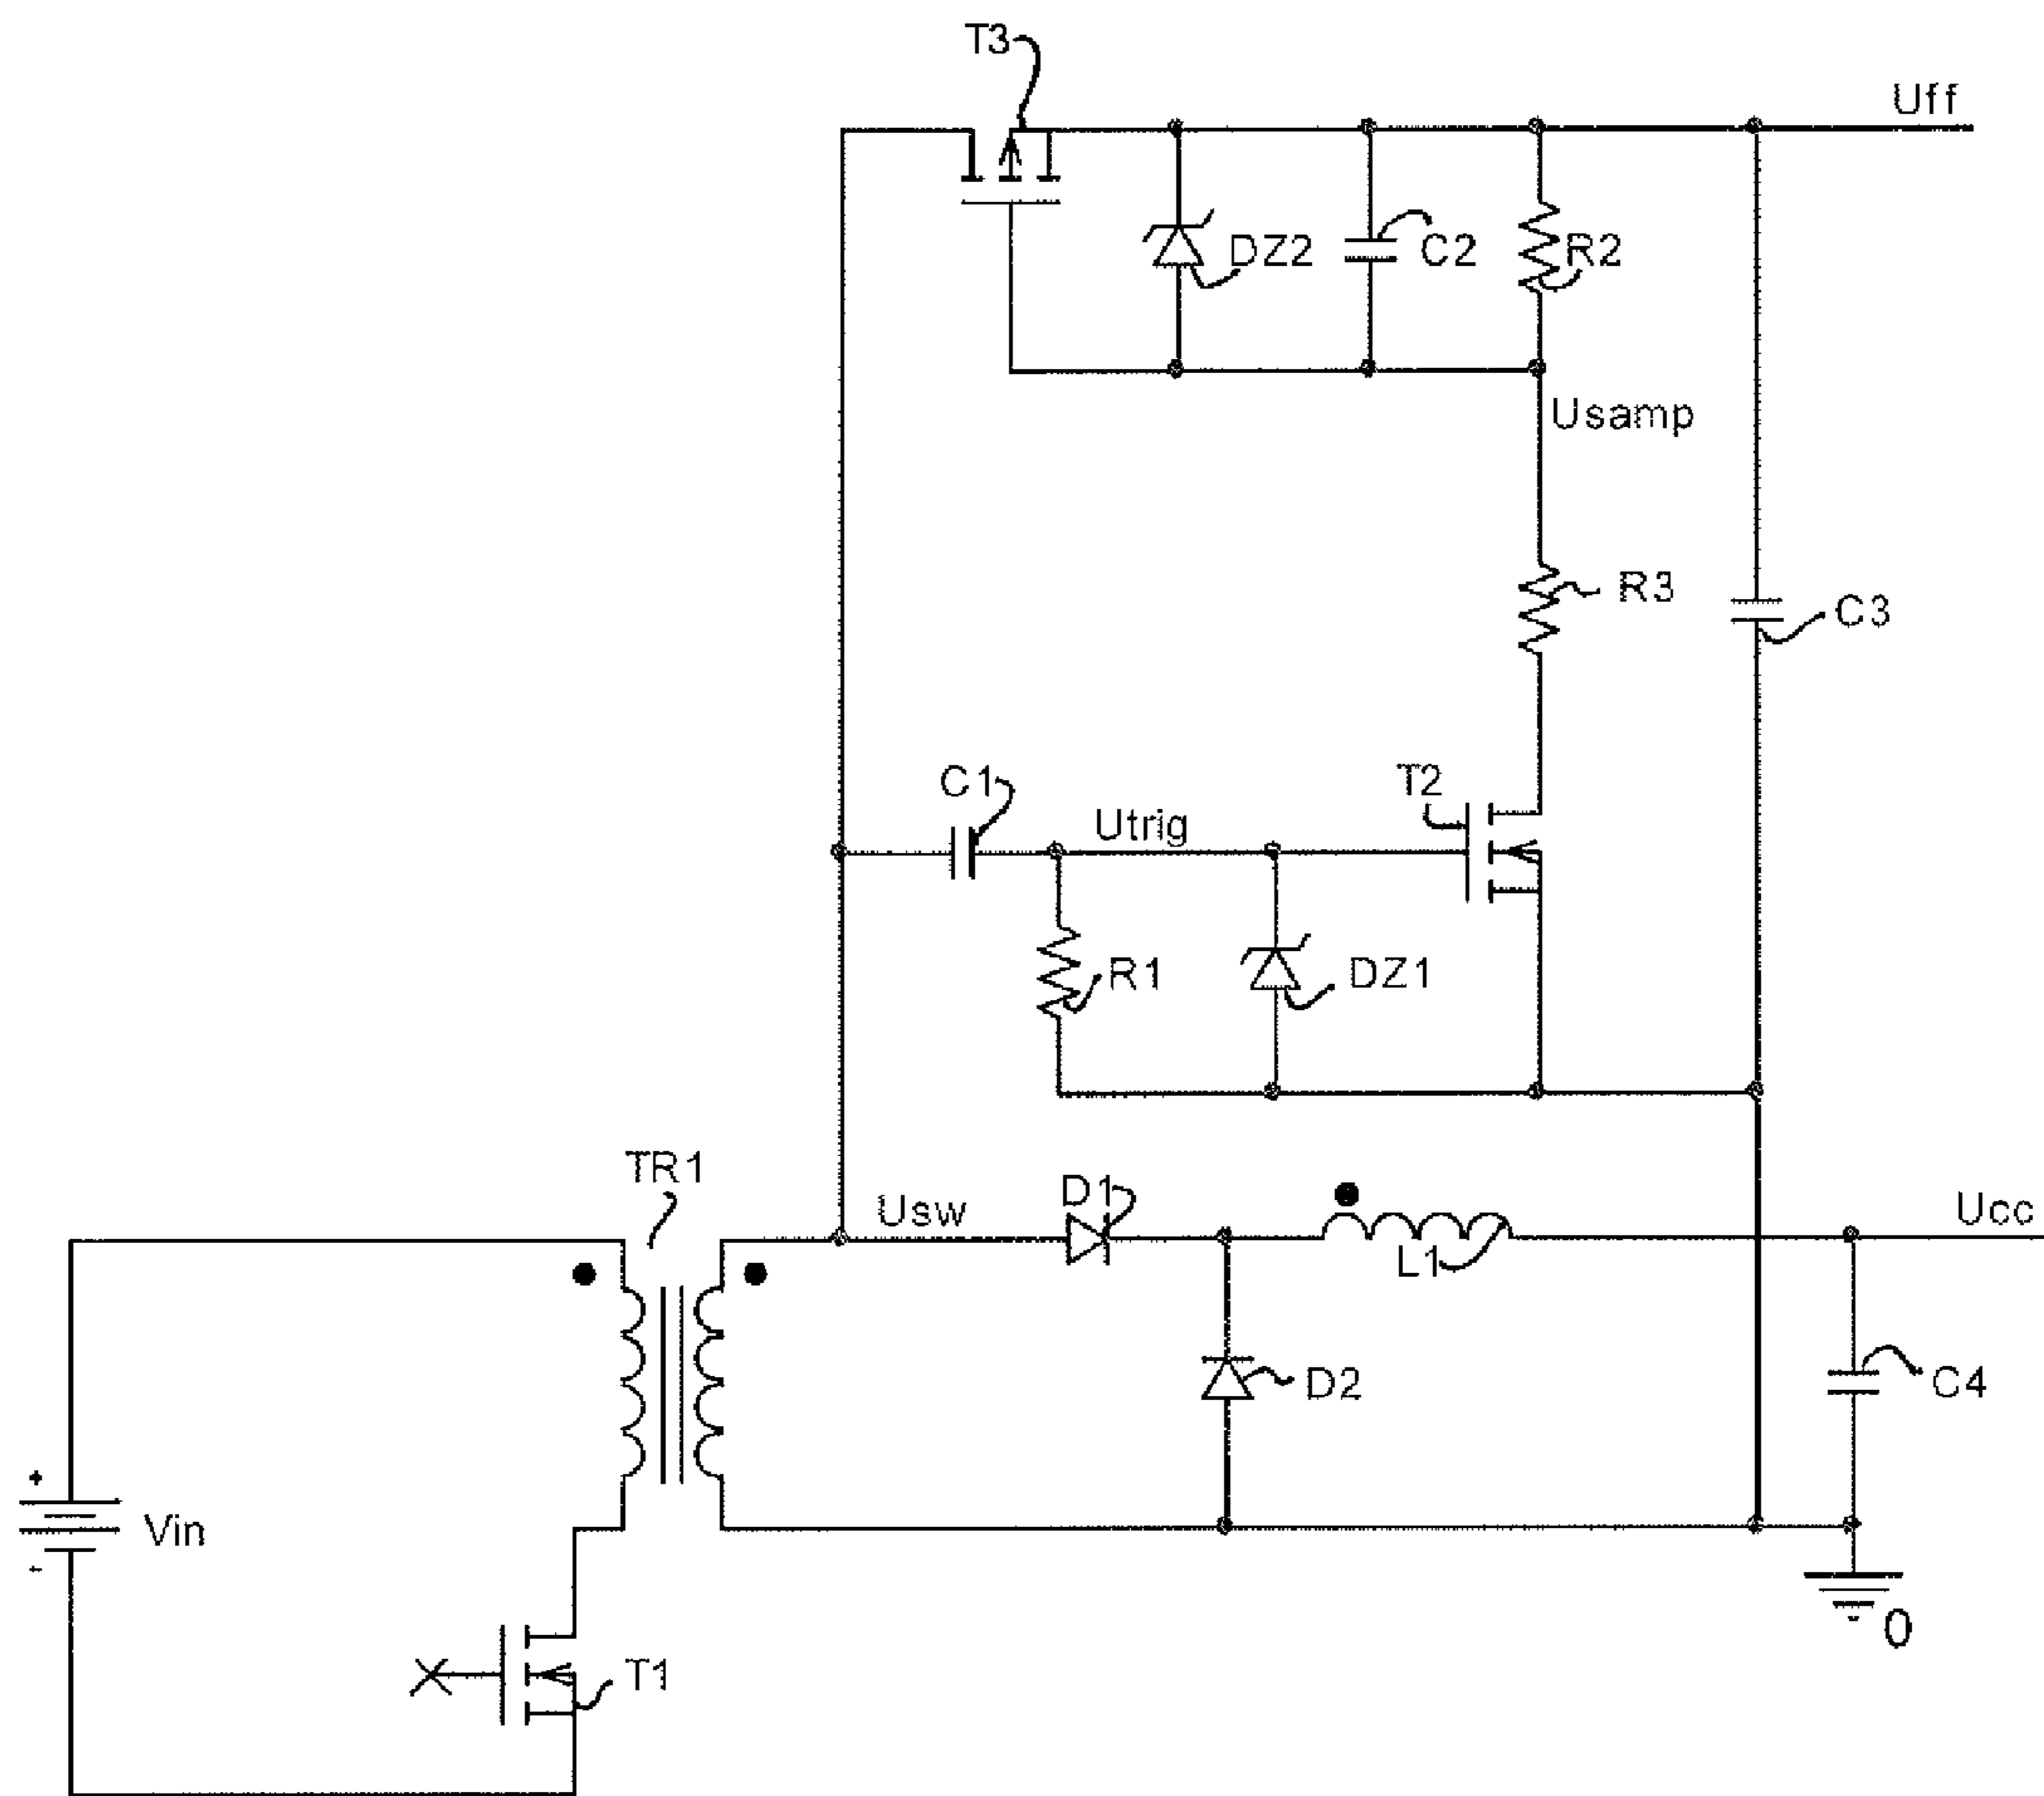 T3
Uff
DZ2
C2
R2
Usamp
R3
C3
C1
Utrig
T2
R1
DZ1
TR1
Usw
D1
L1
Ucc
D2
C4
+
Vin
-
T1
0